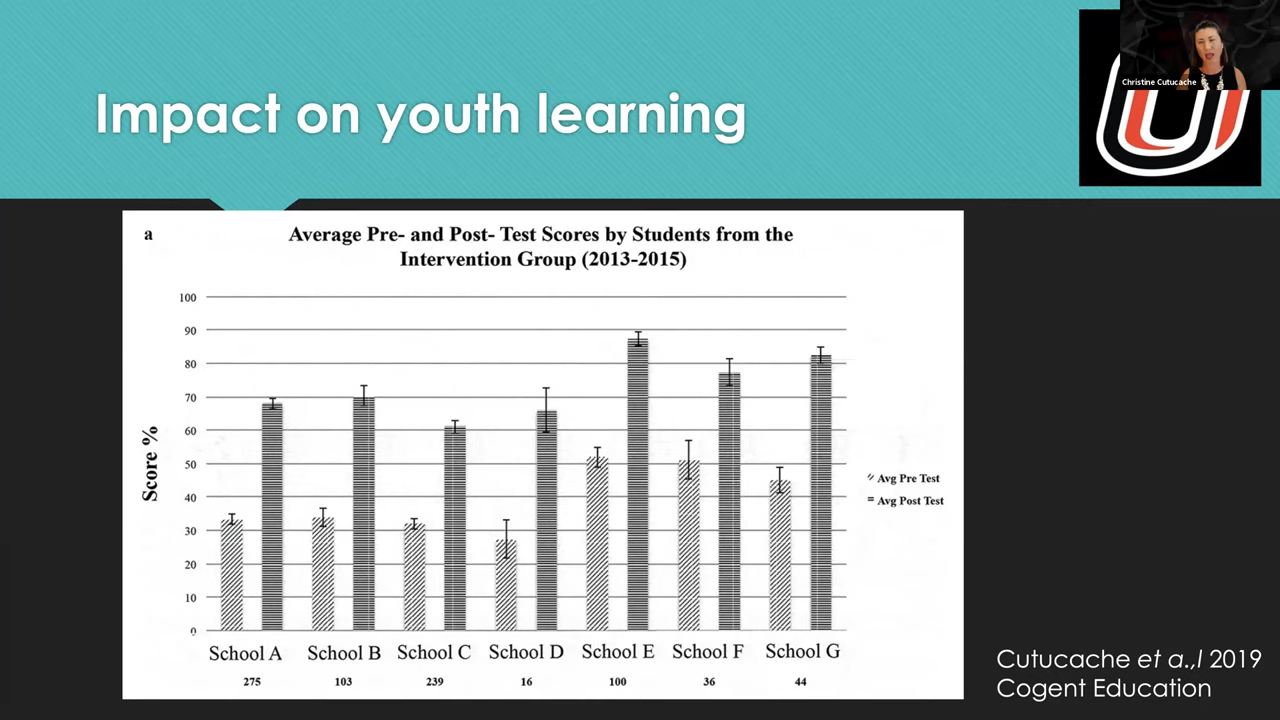 Christine Cutucache
Impact on youth learning
U
a
Average Pre- and Post- Test Scores by Students from the
Intervention Group (2013-2015)
100
90
80
70
60
50
40
30
20
10
0
Score %
Avg Pre Test
Avg Post Test
School A School B School C School D School E School F School G
275 103 239 16 100 36 44
Cutucache et a.,l 2019
Cogent Education